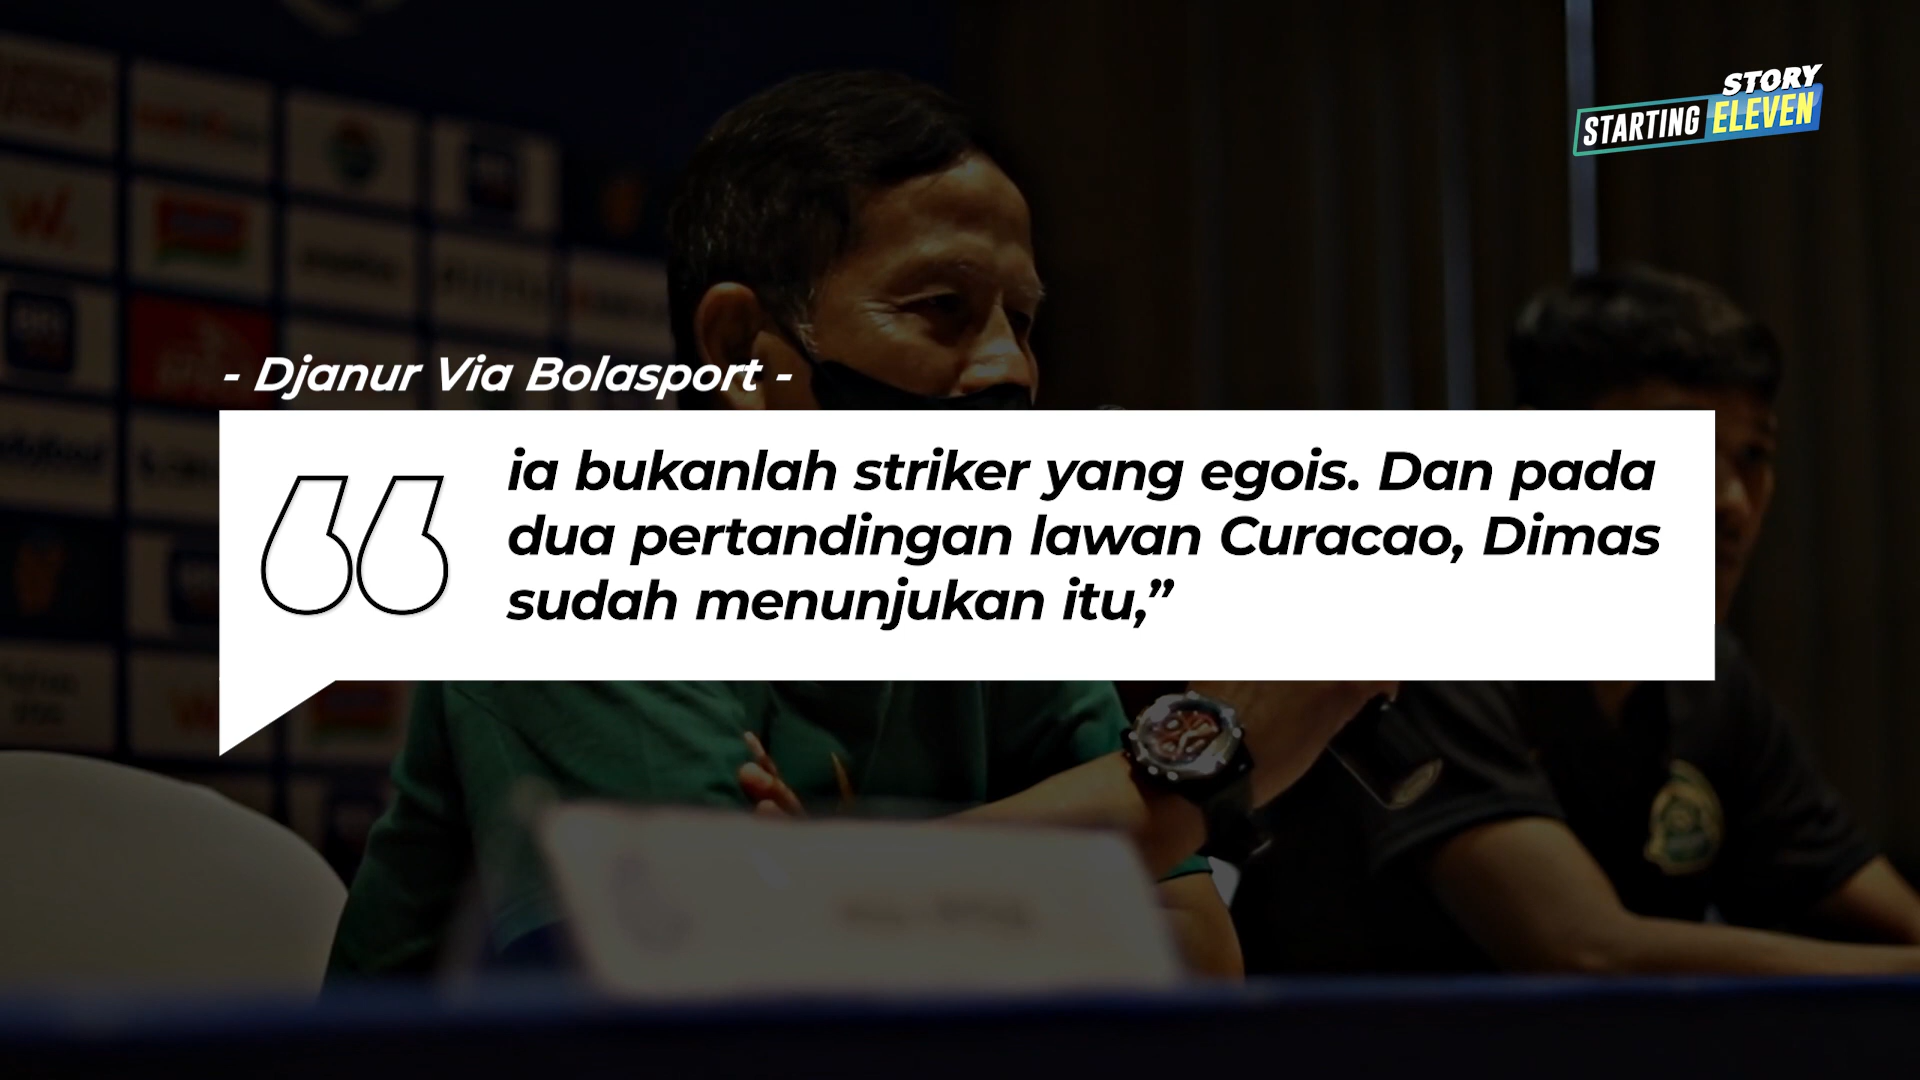 STORY
STARTING ELEVEN
- Djanur Via Bolasport -
ia bukanlah striker yang egois. Dan pada
dua pertandingan lawan Curacao, Dimas
sudah menunjukan itu,”